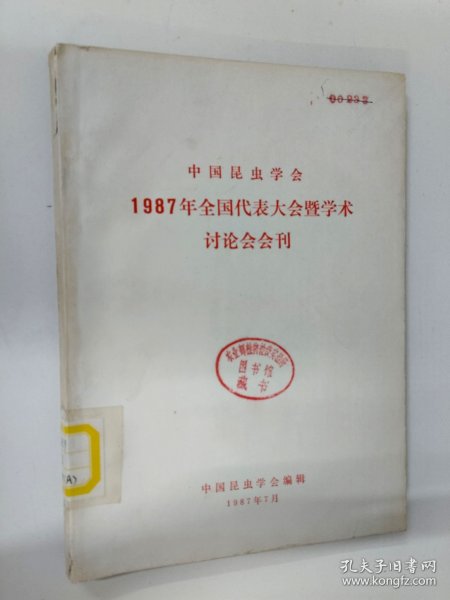 中国昆虫学会
1987年全国代表大会暨学术
讨论会会刊
图书馆
藏书
中国昆虫学会编辑
1987年7月
孔夫子旧书网
www.kongfz.com